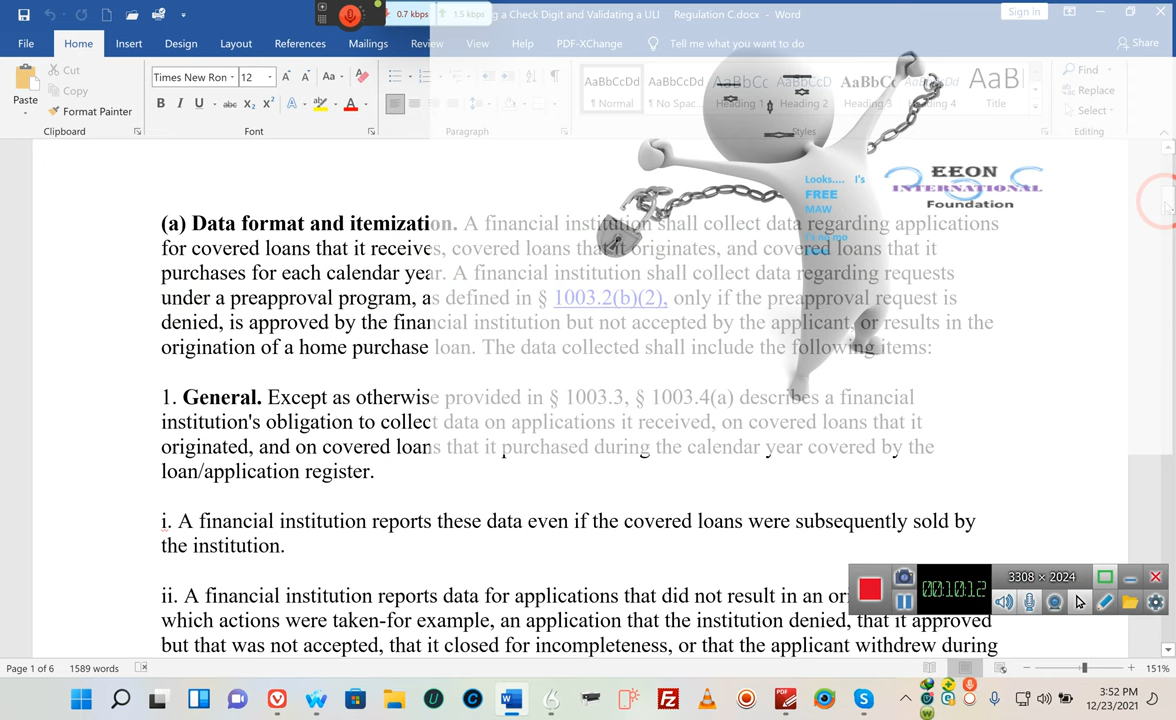 0.7 kbps
1.5 kbps
g a Check Digit and Validating a ULI Regulation C.docx - Word
Sign in
File Home Insert Design Layout References Mailings Review View Help PDF-XChange Tell me what you want to do Share
Paste
Cut
Copy
Format Painter
Clipboard
Times New Ron 12
Font
Paragraph
AaBbCcDd AaBbCcDd AaBbCc AaBbCcD AaBbCc AaBbCcDd AaB
¶ Normal ¶ No Spac... Heading 1 Heading 2 Heading 3 Heading 4 Title
Styles
Find
Replace
Select
Editing
Looks.... I's
FREE
MAW
I's no mo
EEON
INTERNATIONAL
Foundation
(a) Data format and itemization. A financial institution shall collect data regarding applications
for covered loans that it receives, covered loans that it originates, and covered loans that it
purchases for each calendar year. A financial institution shall collect data regarding requests
under a preapproval program, as defined in § 1003.2(b)(2), only if the preapproval request is
denied, is approved by the financial institution but not accepted by the applicant, or results in the
origination of a home purchase loan. The data collected shall include the following items:
1. General. Except as otherwise provided in § 1003.3, § 1003.4(a) describes a financial
institution's obligation to collect data on applications it received, on covered loans that it
originated, and on covered loans that it purchased during the calendar year covered by the
loan/application register.
i. A financial institution reports these data even if the covered loans were subsequently sold by
the institution.
ii. A financial institution reports data for applications that did not result in an ori
which actions were taken-for example, an application that the institution denied, that it approved
but that was not accepted, that it closed for incompleteness, or that the applicant withdrew during
00:10:12
3308 × 2024
Page 1 of 6 1589 words
151%
3:52 PM
12/23/2021